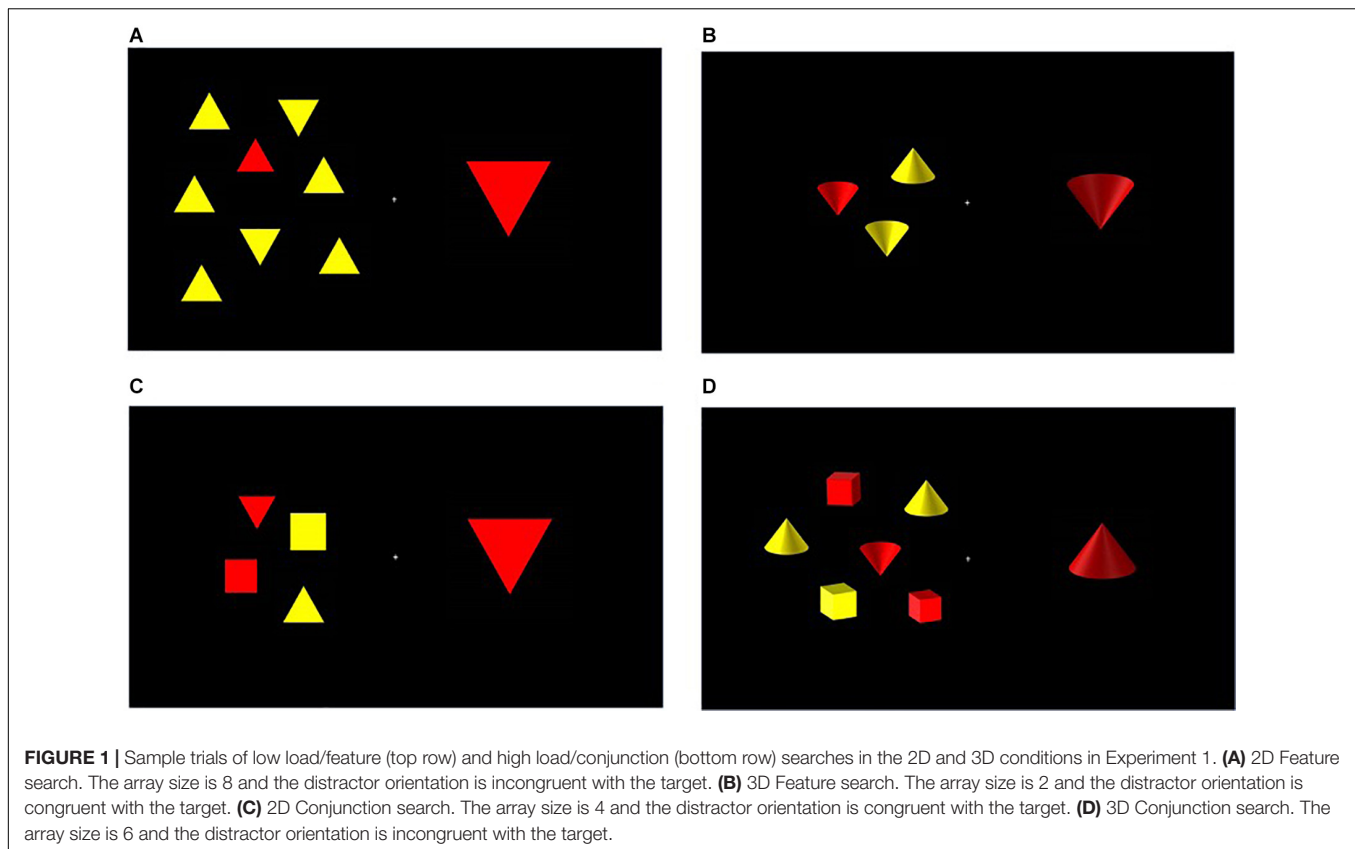 A
B
C
D
FIGURE 1 | Sample trials of low load/feature (top row) and high load/conjunction (bottom row) searches in the 2D and 3D conditions in Experiment 1. (A) 2D Feature
search. The array size is 8 and the distractor orientation is incongruent with the target. (B) 3D Feature search. The array size is 2 and the distractor orientation is
congruent with the target. (C) 2D Conjunction search. The array size is 4 and the distractor orientation is congruent with the target. (D) 3D Conjunction search. The
array size is 6 and the distractor orientation is incongruent with the target.